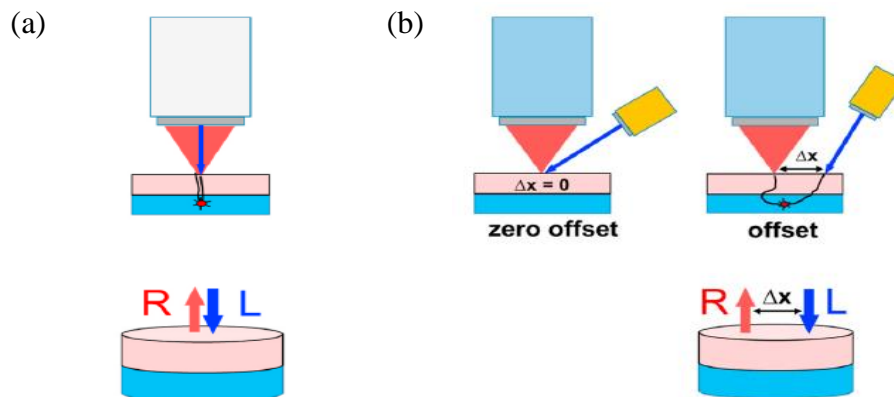 (a)
(b)
Δx
Δx = 0
zero offset
offset
R
L
R
Δx
L